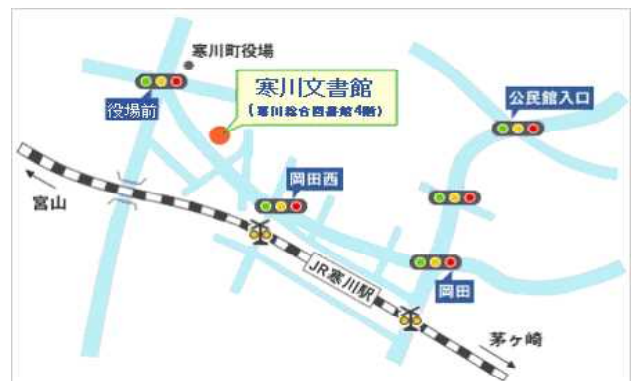 寒川町役場
寒川文書館
(寒川総合図書館4階)
役場前
公民館入口
岡田西
宮山
JR寒川駅
岡田
茅ヶ崎